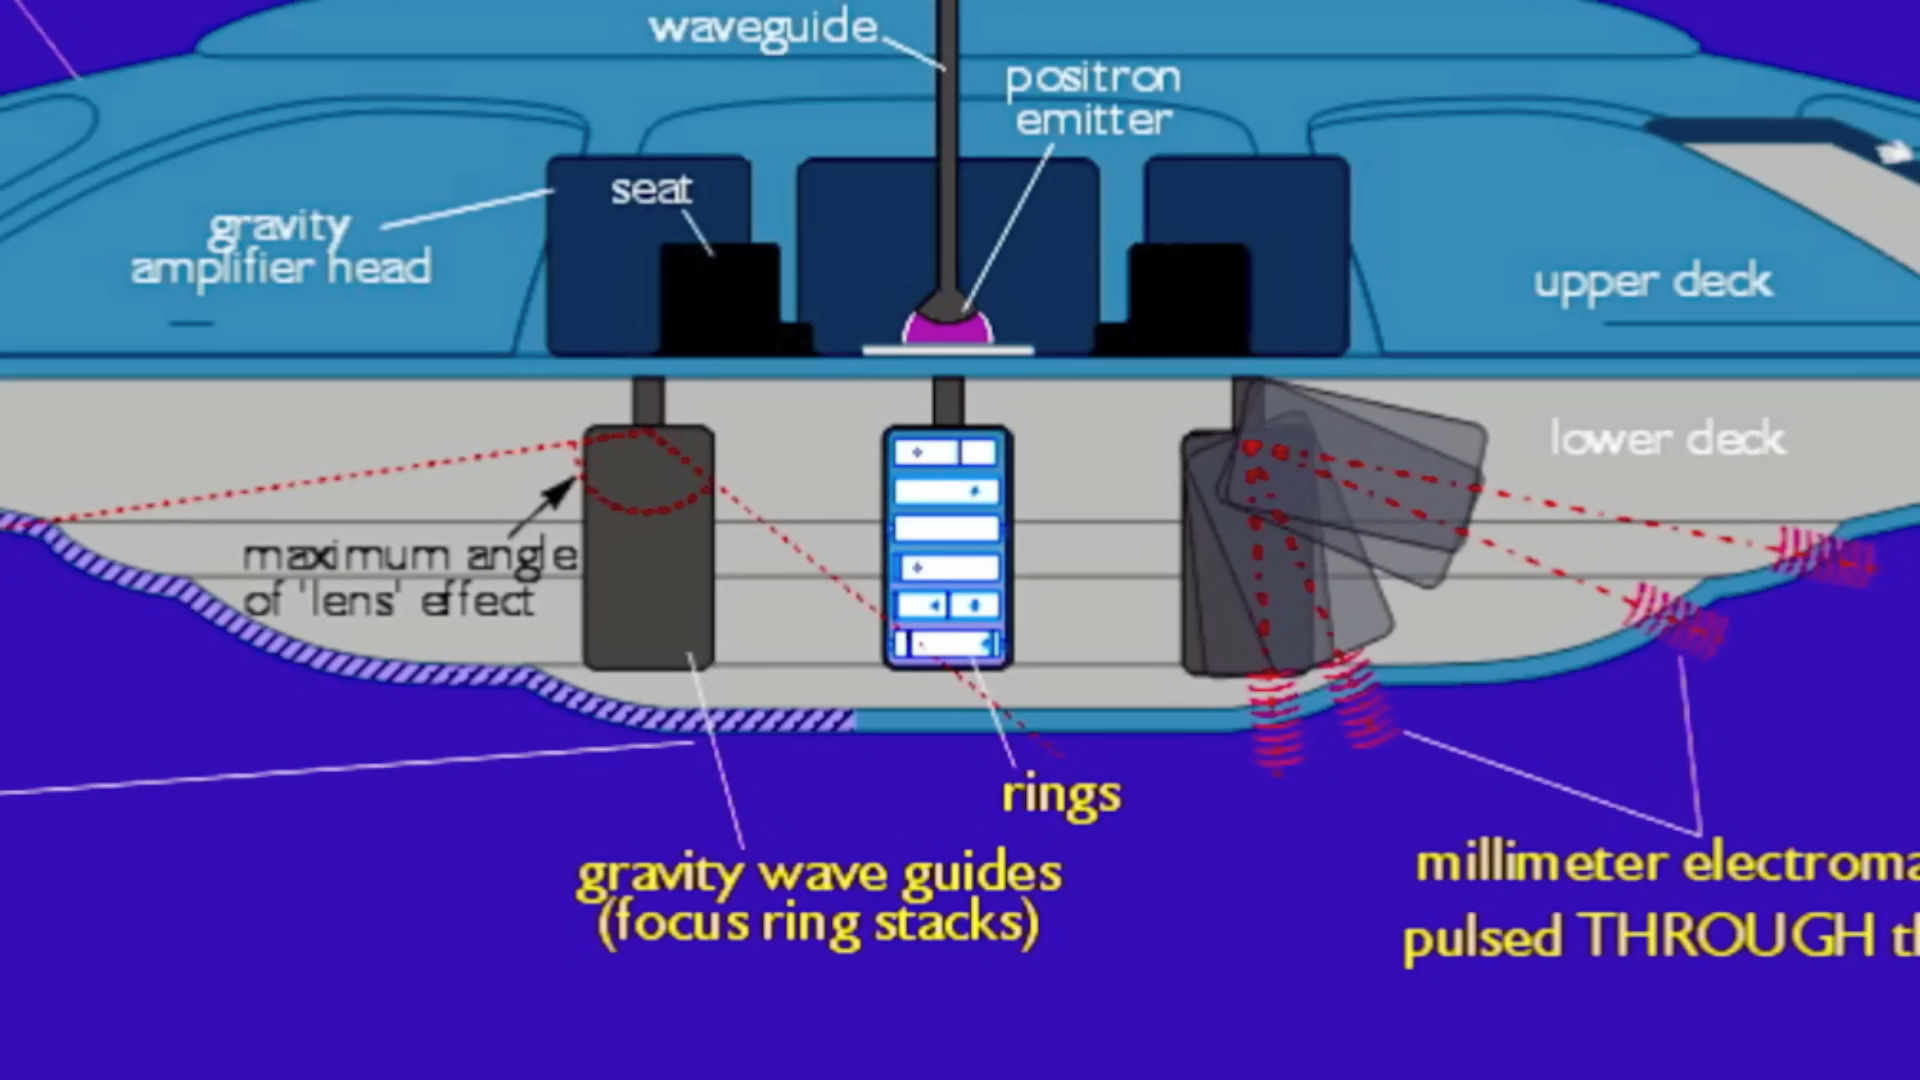 waveguide
positron
emitter
seat
gravity
amplifier head
upper deck
lower deck
maximum angle
of 'lens' effect
rings
gravity wave guides
(focus ring stacks)
millimeter
pulsed THROUGH